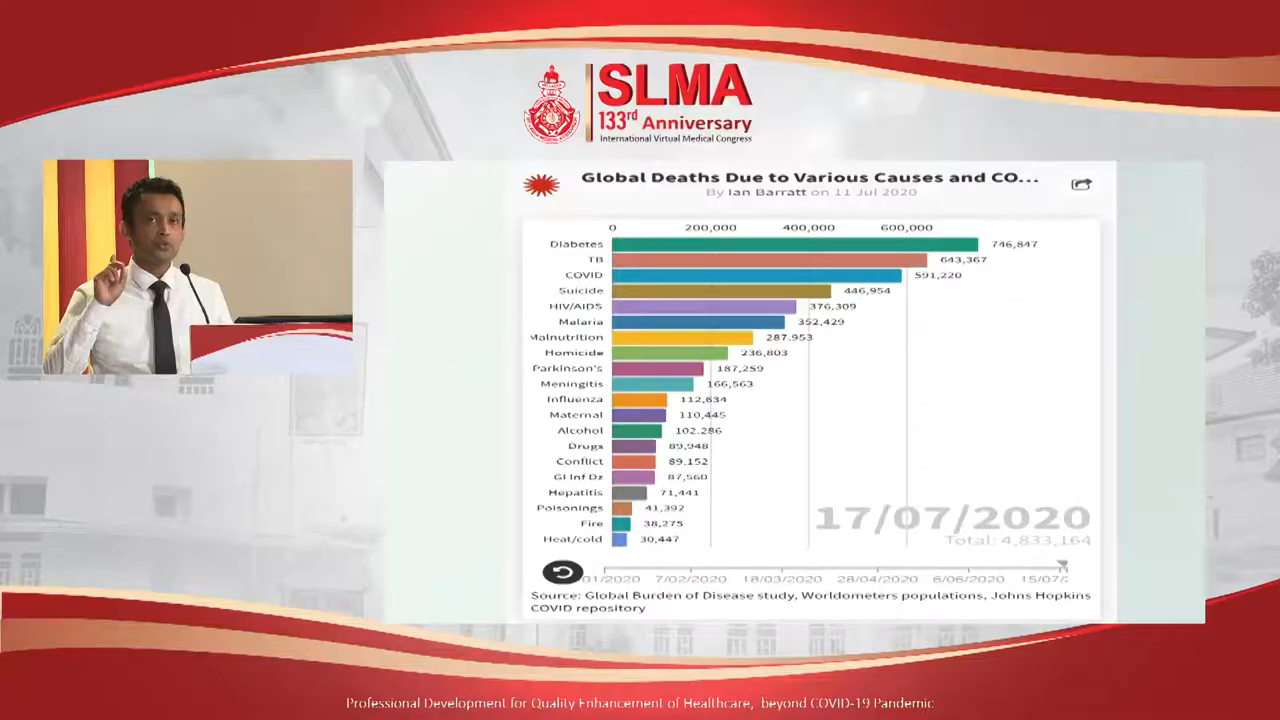 SLMA
133rd Anniversary
International Virtual Medical Congress
Global Deaths Due to Various Causes and CO...
By Ian Barratt on 11 Jul 2020
0 200,000 400,000 600,000
Diabetes 746,847
TB 643,367
COVID 591,220
Suicide 446,954
HIV/AIDS 376,309
Malaria 352,429
Malnutrition 287,953
Homicide 236,803
Parkinson's 187,259
Meningitis 166,563
Influenza 112,634
Maternal 110,445
Alcohol 102,286
Drugs 89,948
Conflict 89,152
GI Inf Dz 87,560
Hepatitis 71,441
Poisonings 41,392
Fire 38,275
Heat/cold 30,447
17/07/2020
Total: 4,833,164
01/2020 7/02/2020 18/03/2020 28/04/2020 6/06/2020 15/07/2
Source: Global Burden of Disease study, Worldometers populations, Johns Hopkins
COVID repository
Professional Development for Quality Enhancement of Healthcare, beyond COVID-19 Pandemic